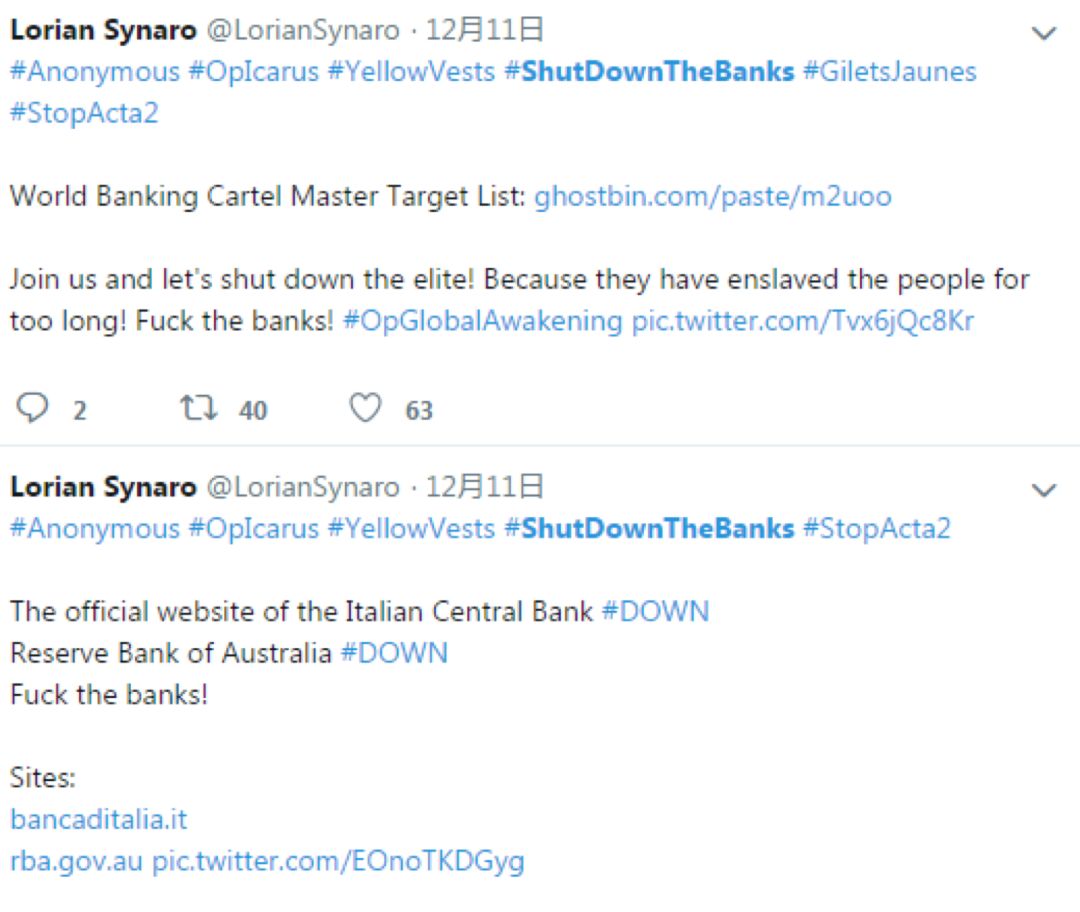 Lorian Synaro @LorianSynaro · 12月11日
#Anonymous #OpIcarus #YellowVests #ShutDownTheBanks #GiletsJaunes
#StopActa2
World Banking Cartel Master Target List: ghostbin.com/paste/m2uoo
Join us and let's shut down the elite! Because they have enslaved the people for
too long! Fuck the banks! #OpGlobalAwakening pic.twitter.com/Tvx6jQc8Kr
2 40 63
Lorian Synaro @LorianSynaro · 12月11日
#Anonymous #OpIcarus #YellowVests #ShutDownTheBanks #StopActa2
The official website of the Italian Central Bank #DOWN
Reserve Bank of Australia #DOWN
Fuck the banks!
Sites:
bancaditalia.it
rba.gov.au pic.twitter.com/EOnoTKDGyg